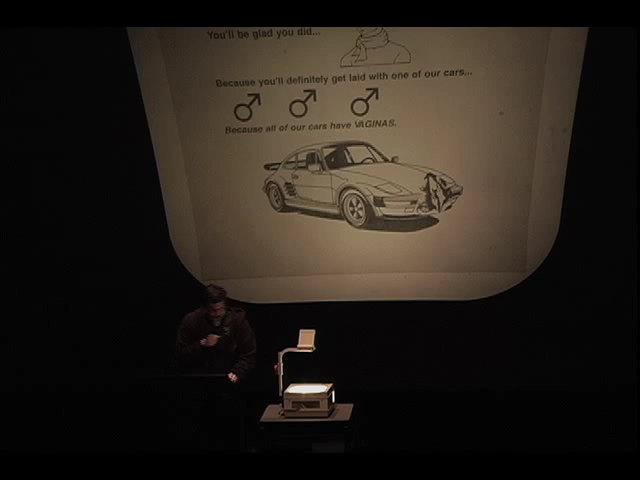 You'll be glad you did...
Because you'll definitely get laid with one of our cars...
Because all of our cars have VAGINAS.